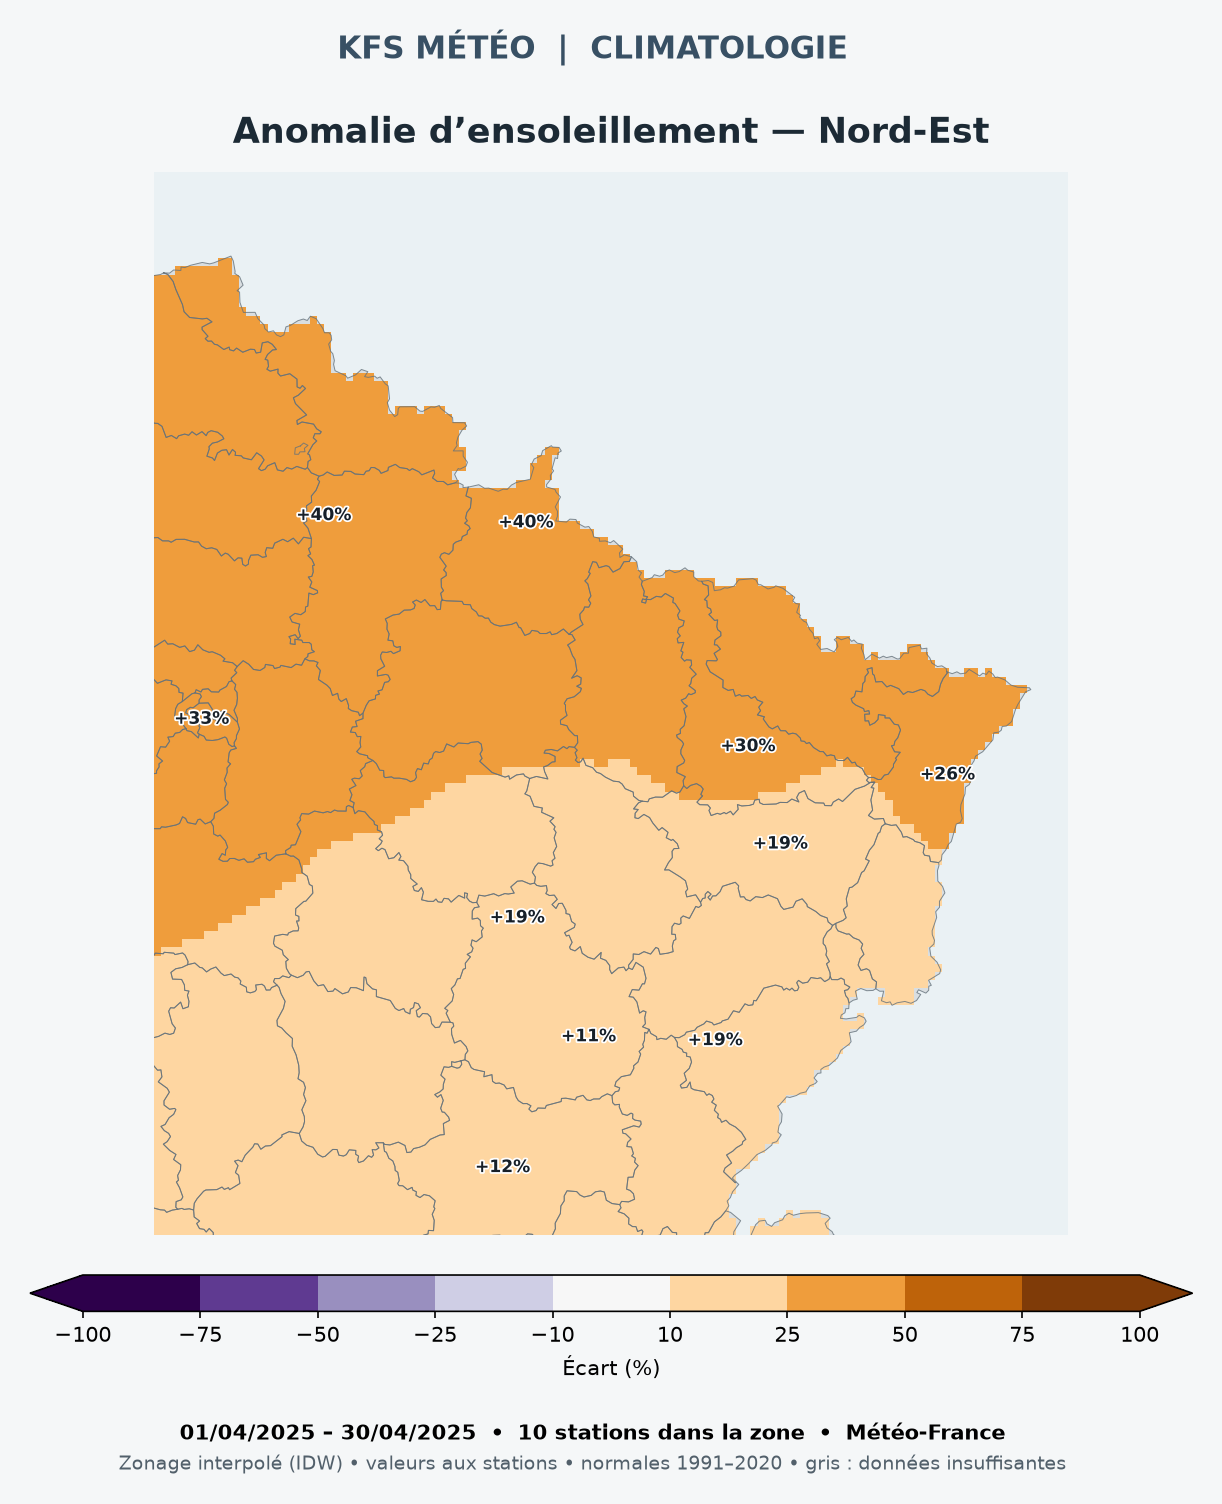 KFS MÉTÉO | CLIMATOLOGIE
Anomalie d’ensoleillement — Nord-Est
+40%
+40%
+33%
+30%
+26%
+19%
+19%
+11%
+19%
+12%
−100 −75 −50 −25 −10 10 25 50 75 100
Écart (%)
01/04/2025 – 30/04/2025 • 10 stations dans la zone • Météo-France
Zonage interpolé (IDW) • valeurs aux stations • normales 1991–2020 • gris : données insuffisantes